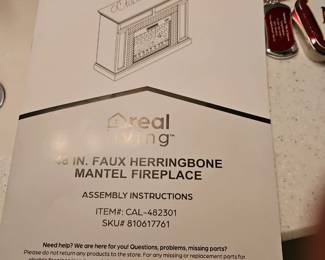 real
living™
IN. FAUX HERRINGBONE
MANTEL FIREPLACE
ASSEMBLY INSTRUCTIONS
ITEM#: CAL-482301
SKU# 810617761
Need help? We are here for you! Questions, problems, missing parts?
Please do not return any products to the store. For any missing or replacement parts for